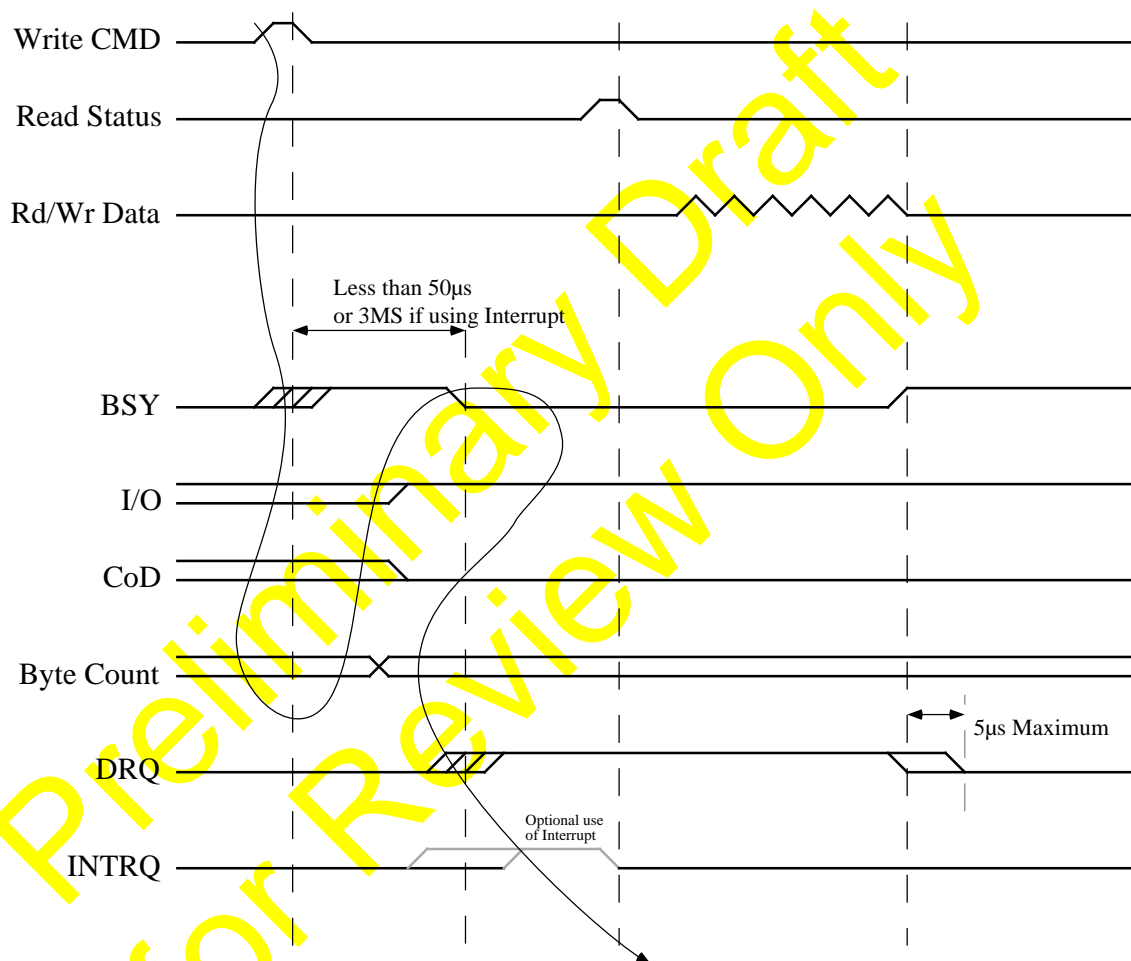 Write CMD
Read Status
Rd/Wr Data
Less than 50µs
or 3MS if using Interrupt
BSY
I/O
CoD
Byte Count
5µs Maximum
DRQ
Optional use
of Interrupt
INTRQ
Preliminary Draft
for Review Only